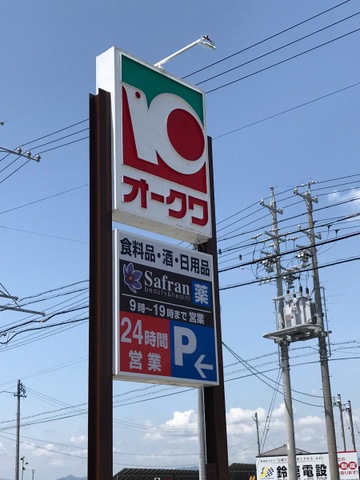 オークワ
食料品・酒・日用品
Safran 薬
beauty&health
9時～19時まで営業
24時間
営業
P←
鈴鹿電設